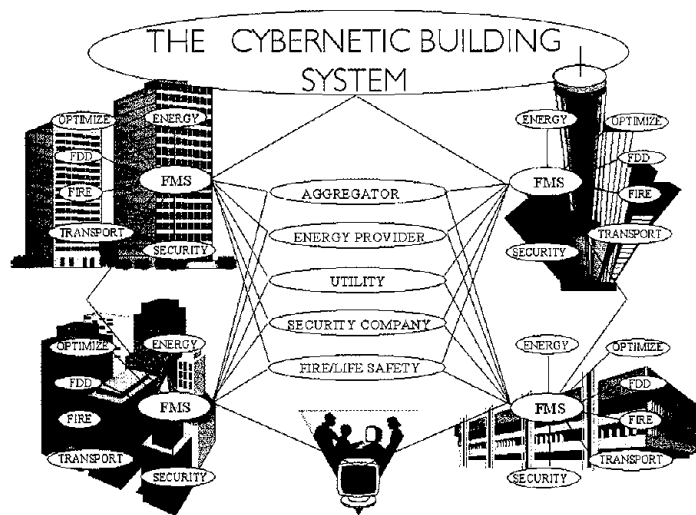 THE CYBERNETIC BUILDING
SYSTEM
OPTIMIZE
ENERGY
FDD
FMS
FIRE
TRANSPORT
SECURITY
ENERGY
OPTIMIZE
FDD
FMS
FIRE
TRANSPORT
SECURITY
AGGREGATOR
ENERGY PROVIDER
UTILITY
SECURITY COMPANY
FIRE/LIFE SAFETY
OPTIMIZE
ENERGY
FDD
FMS
FIRE
TRANSPORT
SECURITY
ENERGY
OPTIMIZE
FDD
FMS
FIRE
TRANSPORT
SECURITY